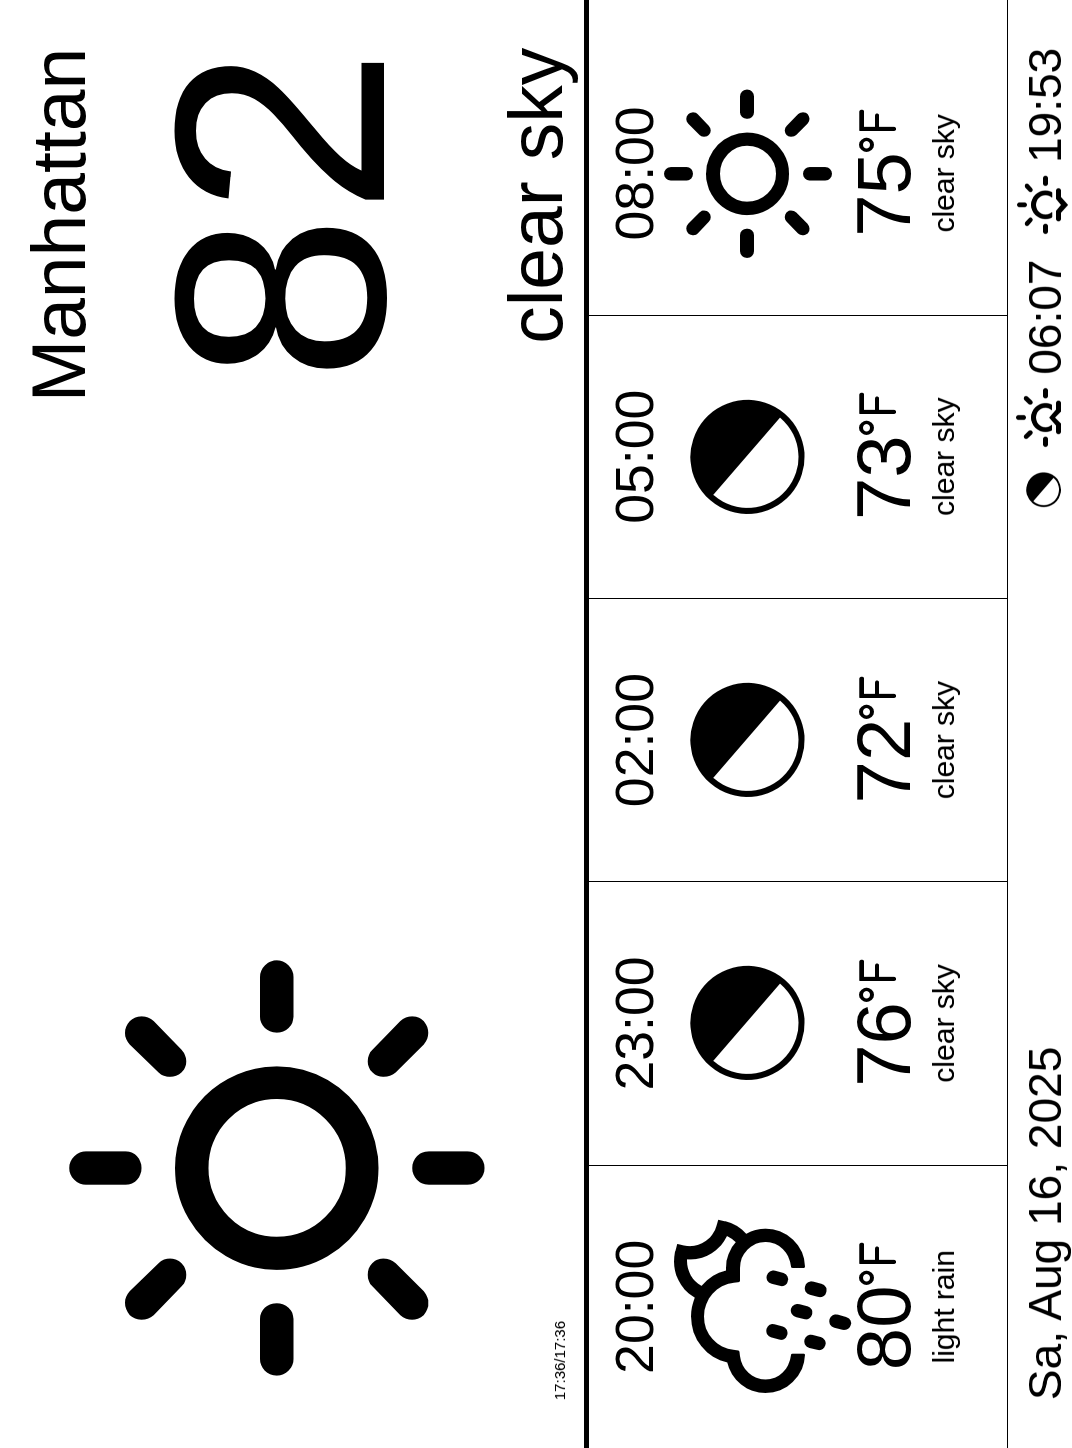 Manhattan
82
clear sky
17:36/17:36
20:00
80°F
light rain
23:00
76°F
clear sky
02:00
72°F
clear sky
05:00
73°F
clear sky
08:00
75°F
clear sky
Sa, Aug 16, 2025
06:07 19:53